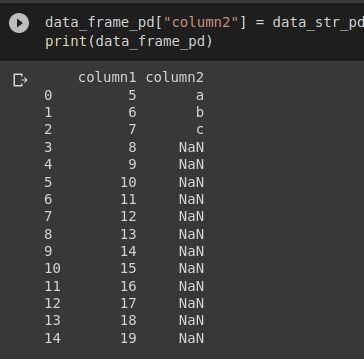 data_frame_pd["column2"] = data_str_pd
print(data_frame_pd)
column1 column2
0 5 a
1 6 b
2 7 c
3 8 NaN
4 9 NaN
5 10 NaN
6 11 NaN
7 12 NaN
8 13 NaN
9 14 NaN
10 15 NaN
11 16 NaN
12 17 NaN
13 18 NaN
14 19 NaN